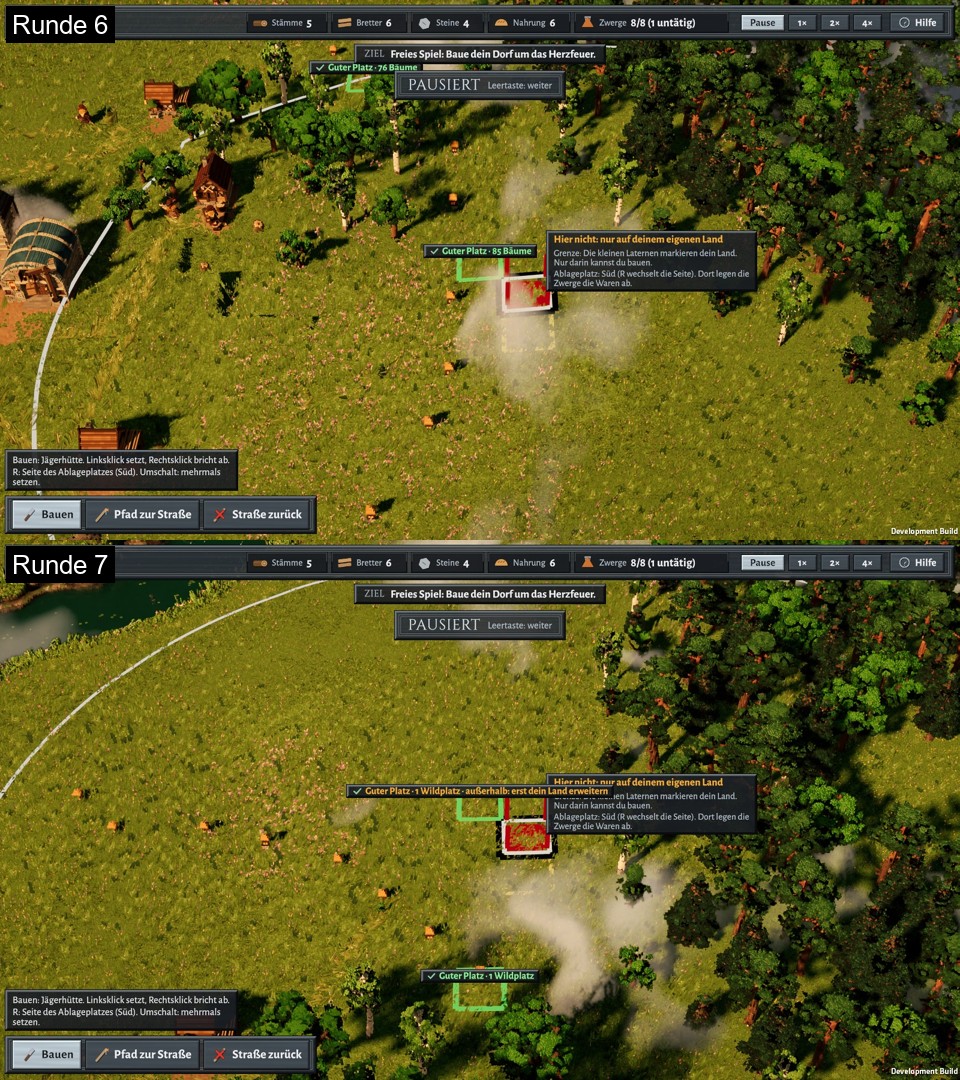 Runde 6
Stämme 5
Bretter 6
Steine 4
Nahrung 6
Zwerge 8/8 (1 untätig)
Pause
1×
2×
4×
Hilfe
ZIEL Freies Spiel: Baue dein Dorf um das Herzfeuer.
✓ Guter Platz · 76 Bäume
PAUSIERT Leertaste: weiter
✓ Guter Platz · 85 Bäume
Hier nicht: nur auf deinem eigenen Land
Grenze: Die kleinen Laternen markieren dein Land.
Nur darin kannst du bauen.
Ablageplatz: Süd (R wechselt die Seite). Dort legen die
Zwerge die Waren ab.
Bauen: Jägerhütte. Linksklick setzt, Rechtsklick bricht ab.
R: Seite des Ablageplatzes (Süd). Umschalt: mehrmals
setzen.
Bauen
Pfad zur Straße
Straße zurück
Development Build
Runde 7
Stämme 5
Bretter 6
Steine 4
Nahrung 6
Zwerge 8/8 (1 untätig)
Pause
1×
2×
4×
Hilfe
ZIEL Freies Spiel: Baue dein Dorf um das Herzfeuer.
PAUSIERT Leertaste: weiter
Hier nicht: nur auf deinem eigenen Land
✓ Guter Platz · 1 Wildplatz · außerhalb: erst dein Land erweitern
markieren dein Land.
Nur darin kannst du bauen.
Ablageplatz: Süd (R wechselt die Seite). Dort legen die
Zwerge die Waren ab.
✓ Guter Platz · 1 Wildplatz
Bauen: Jägerhütte. Linksklick setzt, Rechtsklick bricht ab.
R: Seite des Ablageplatzes (Süd). Umschalt: mehrmals
setzen.
Bauen
Pfad zur Straße
Straße zurück
Development Build